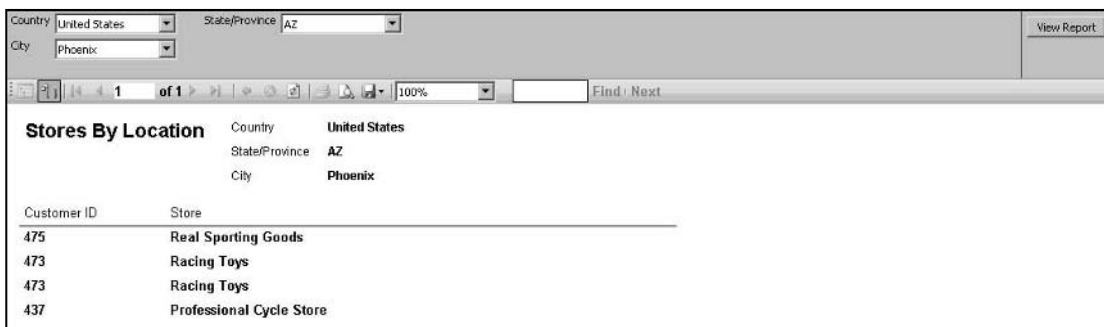 Country United States State/Province AZ View Report
City Phoenix
1 of 1 100% Find Next
Stores By Location Country United States
State/Province AZ
City Phoenix
Customer ID Store
475 Real Sporting Goods
473 Racing Toys
473 Racing Toys
437 Professional Cycle Store